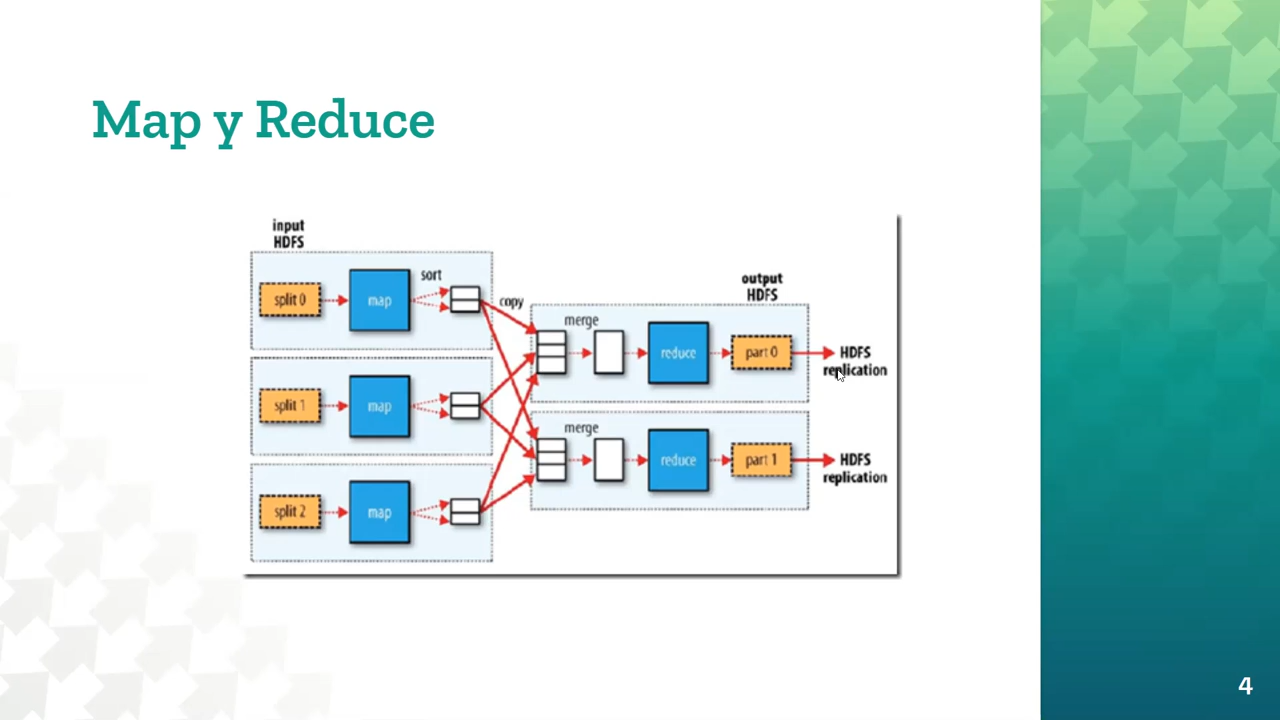 Map y Reduce
input
HDFS
split 0
map
sort
copy
split 1
map
split 2
map
output
HDFS
merge
reduce
part 0
HDFS
replication
merge
reduce
part 1
HDFS
replication
4